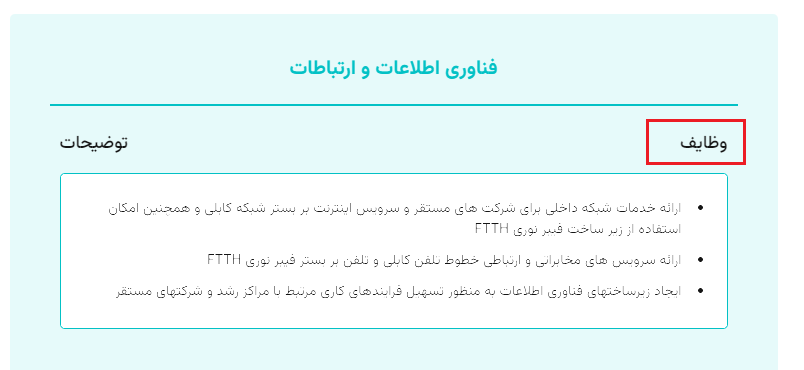 فناوری اطلاعات و ارتباطات
وظایف
توضیحات
ارائه خدمات شبکه داخلی برای شرکت های مستقر و سرویس اینترنت بر بستر شبکه کابلی و همچنین امکان
استفاده از زیر ساخت فیبر نوری FTTH
ارائه سرویس های مخابراتی و ارتباطی خطوط تلفن کابلی و تلفن بر بستر فیبر نوری FTTH
ایجاد زیرساختهای فناوری اطلاعات به منظور تسهیل فرایندهای کاری مرتبط با مراکز رشد و شرکتهای مستقر